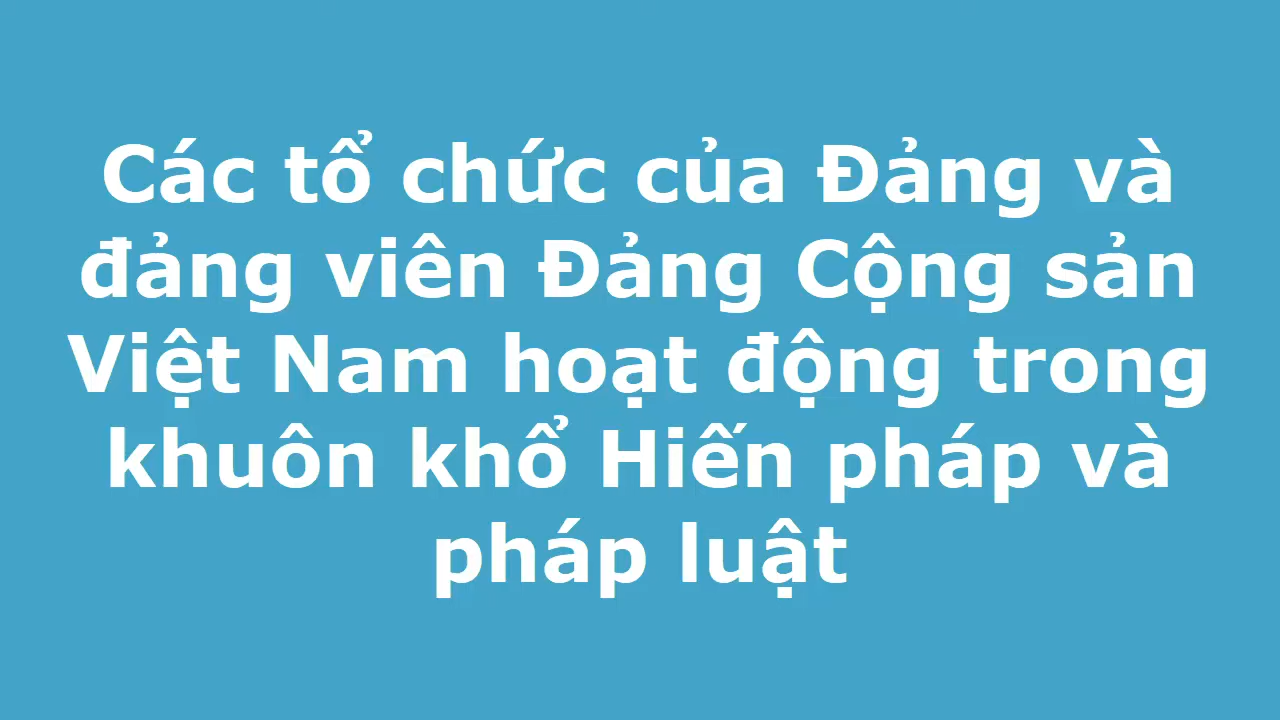 Các tổ chức của Đảng và
đảng viên Đảng Cộng sản
Việt Nam hoạt động trong
khuôn khổ Hiến pháp và
pháp luật